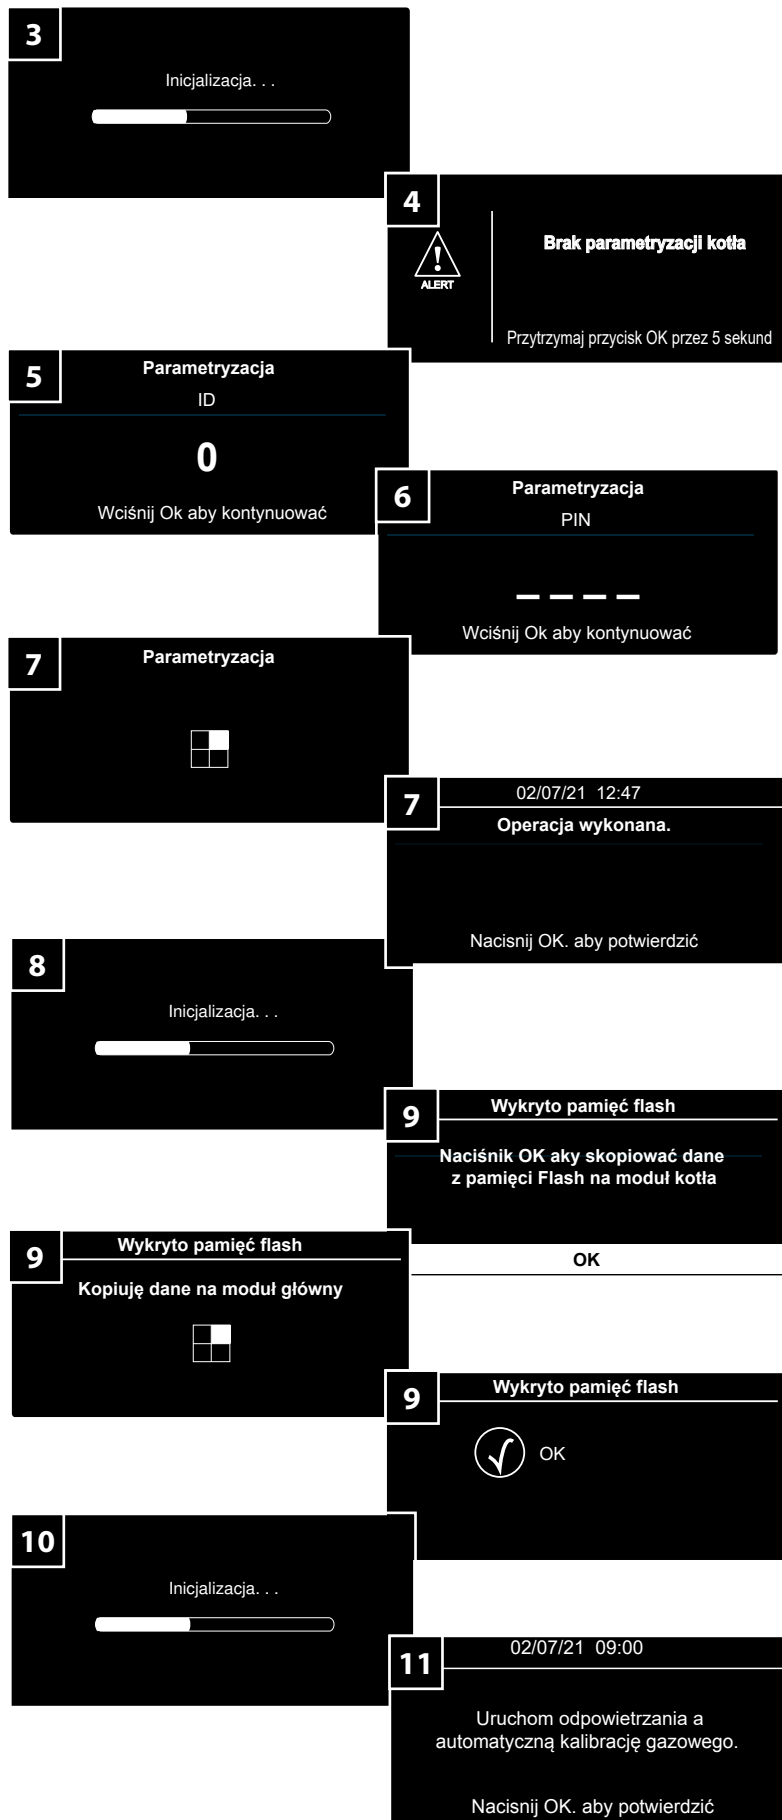 3
Inicjalizacja. . .
4
Brak parametryzacji kotła
ALERT
Przytrzymaj przycisk OK przez 5 sekund
5
Parametryzacja
ID
0
Wciśnij Ok aby kontynuować
6
Parametryzacja
PIN
_ _ _ _
Wciśnij Ok aby kontynuować
7
Parametryzacja
7
02/07/21 12:47
Operacja wykonana.
Nacisnij OK. aby potwierdzić
8
Inicjalizacja. . .
9
Wykryto pamięć flash
Naciśnik OK aky skopiować dane
z pamięci Flash na moduł kotła
OK
9
Wykryto pamięć flash
Kopiuję dane na moduł główny
9
Wykryto pamięć flash
OK
10
Inicjalizacja. . .
11
02/07/21 09:00
Uruchom odpowietrzania a
automatyczną kalibrację gazowego.
Nacisnij OK. aby potwierdzić